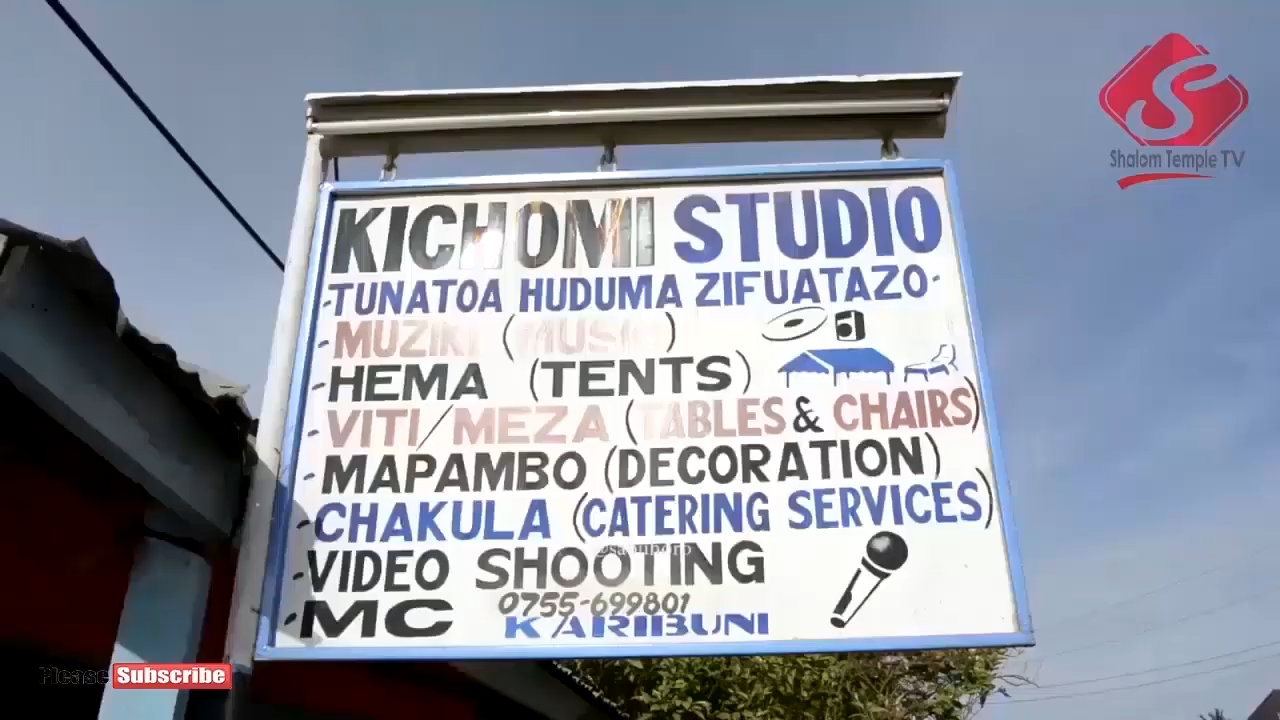 Shalom Temple TV
KICHOMI STUDIO
-TUNATOA HUDUMA ZIFUATAZO-
-MUZIKI (MUSIC)
-HEMA (TENTS)
-VITI/MEZA (TABLES & CHAIRS)
-MAPAMBO (DECORATION)
-CHAKULA (CATERING SERVICES)
-VIDEO SHOOTING
-MC 0755-699801
KARIBUNI
Please Subscribe